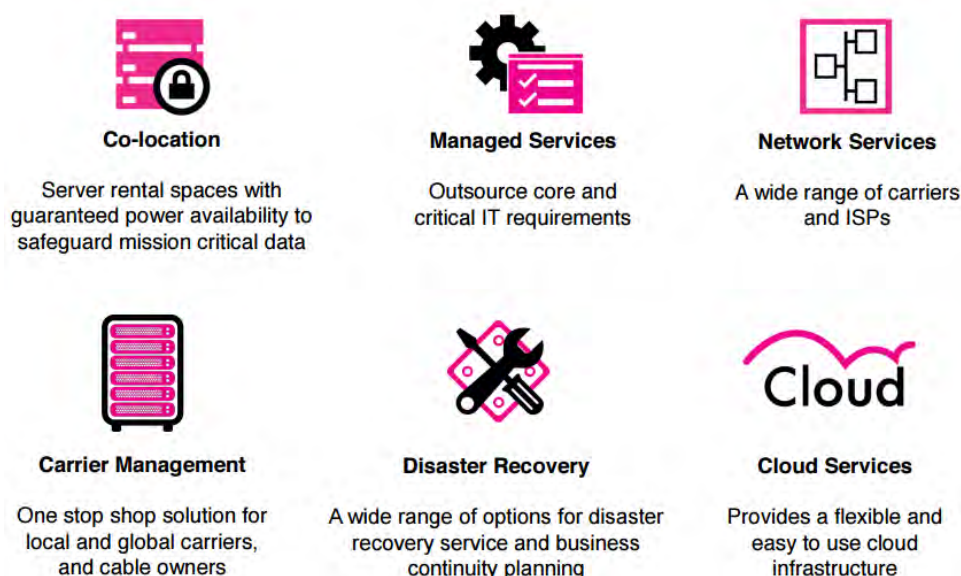 Co-location
Server rental spaces with
guaranteed power availability to
safeguard mission critical data
Managed Services
Outsource core and
critical IT requirements
Network Services
A wide range of carriers
and ISPs
Carrier Management
One stop shop solution for
local and global carriers,
and cable owners
Disaster Recovery
A wide range of options for disaster
recovery service and business
continuity planning
Cloud
Cloud Services
Provides a flexible and
easy to use cloud
infrastructure